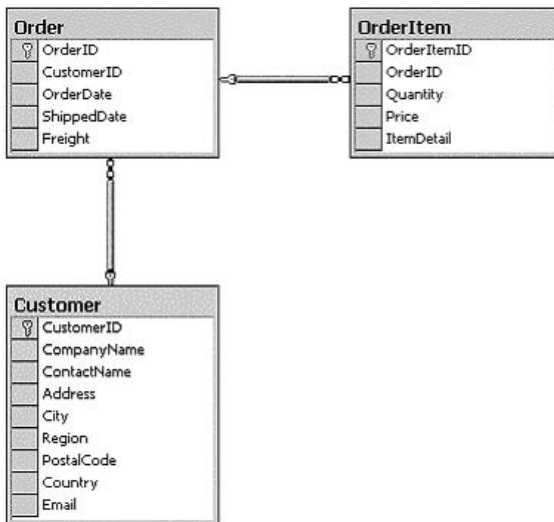 Order
OrderID
CustomerID
OrderDate
ShippedDate
Freight
OrderItem
OrderItemID
OrderID
Quantity
Price
ItemDetail
Customer
CustomerID
CompanyName
ContactName
Address
City
Region
PostalCode
Country
Email